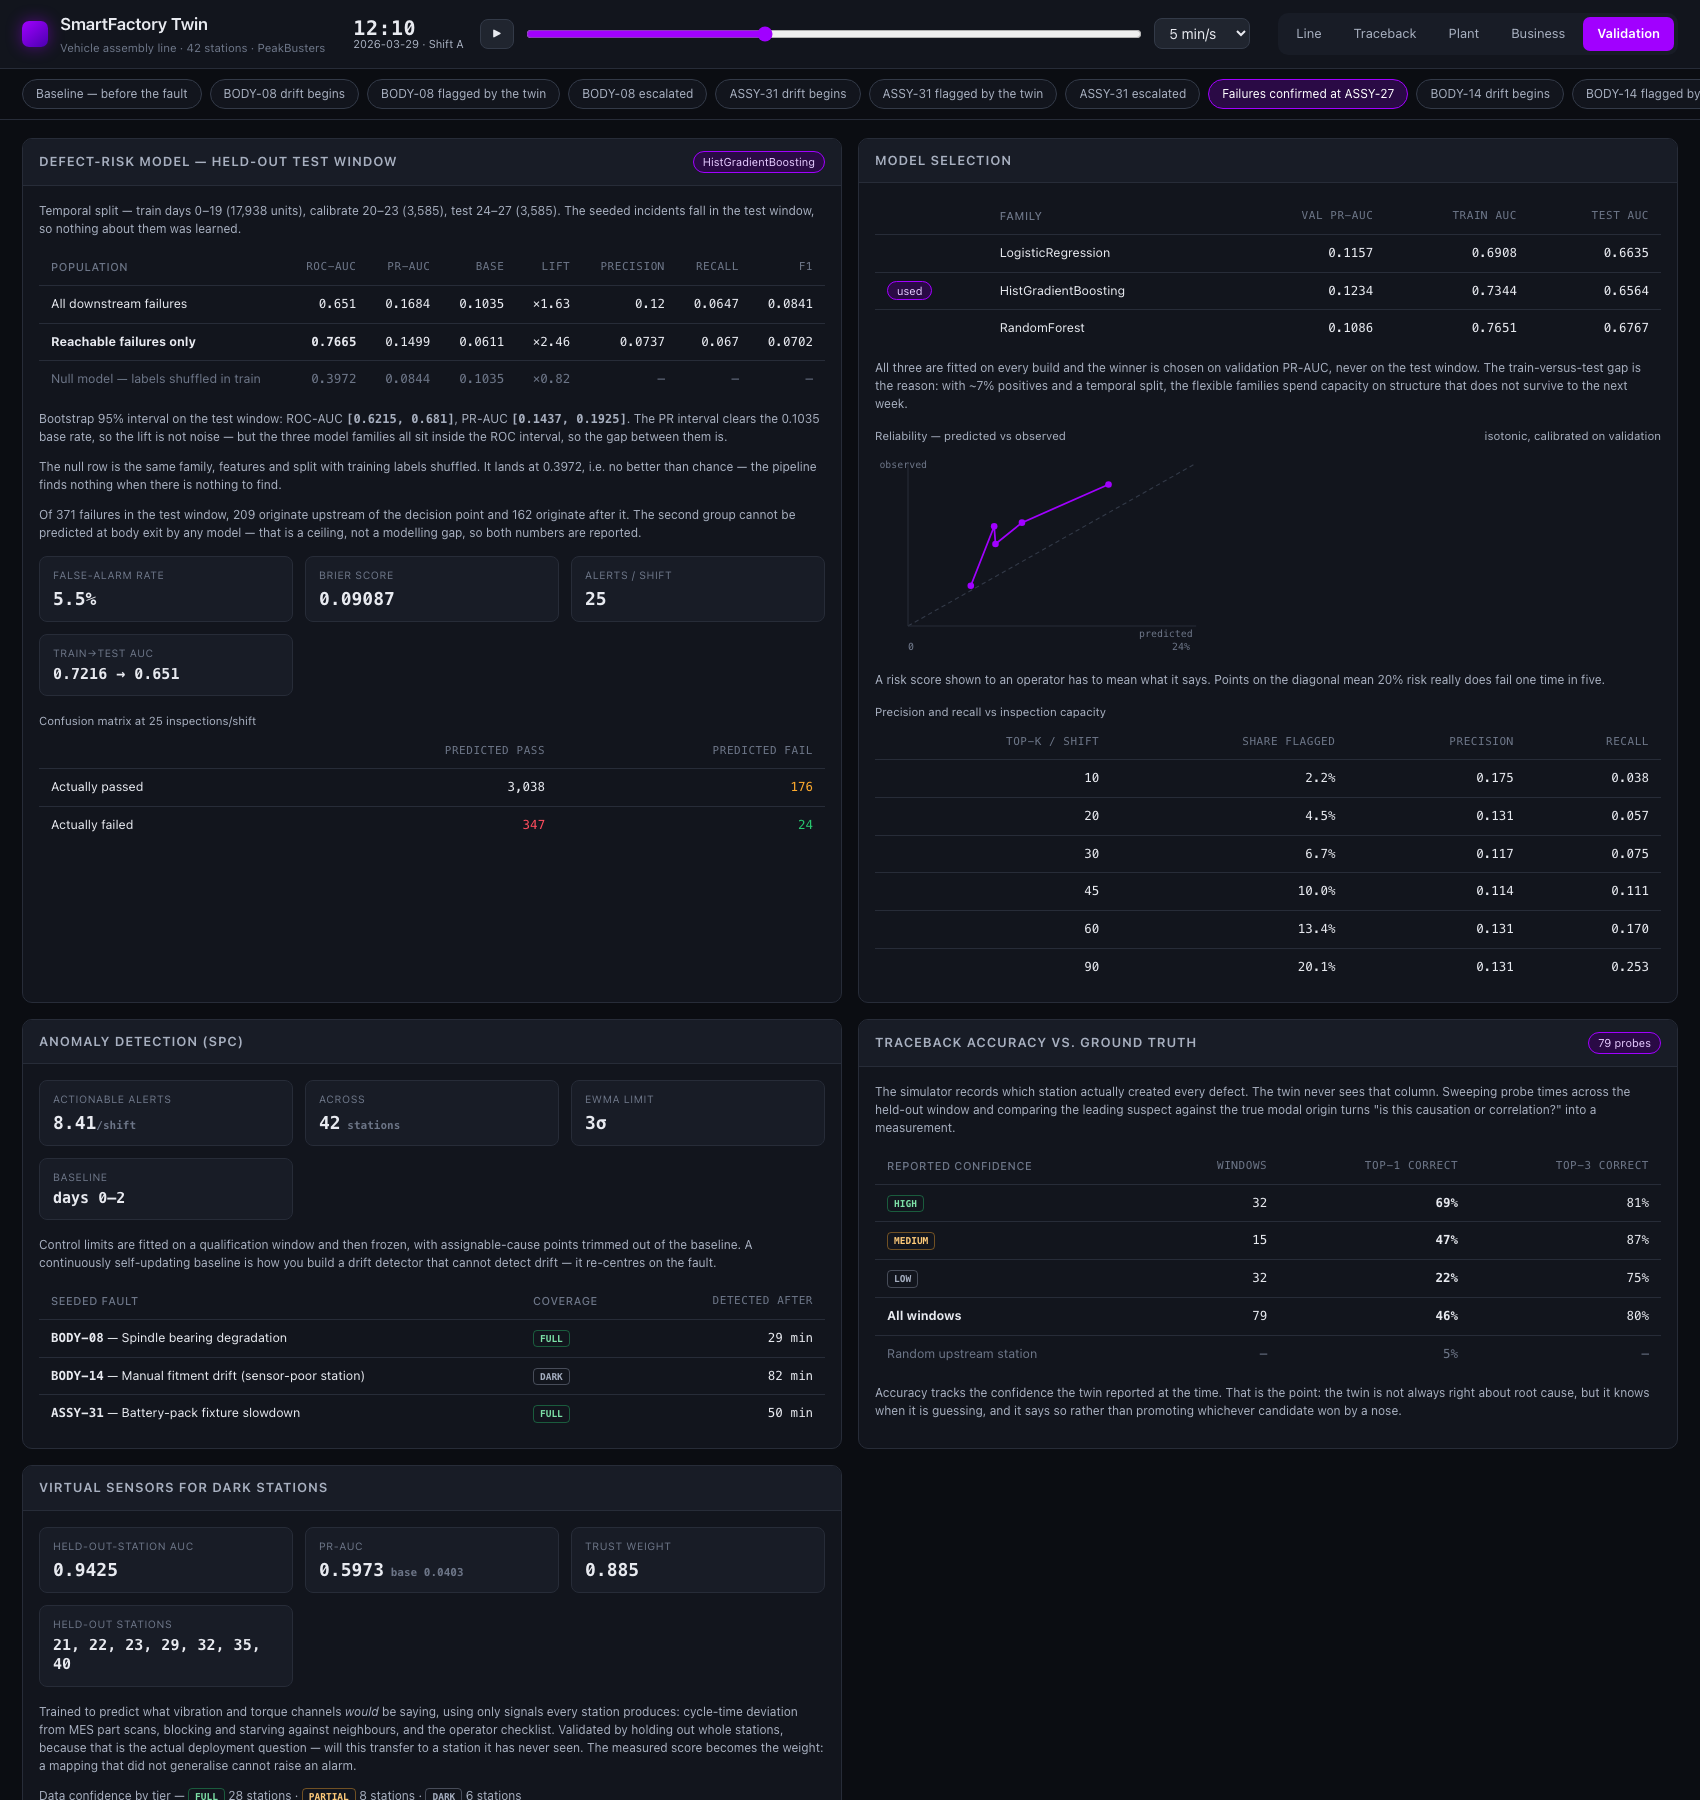 SmartFactory Twin
Vehicle assembly line · 42 stations · PeakBusters
12:10
2026-03-29 · Shift A
5 min/s
Line
Traceback
Plant
Business
Validation
Baseline — before the fault
BODY-08 drift begins
BODY-08 flagged by the twin
BODY-08 escalated
ASSY-31 drift begins
ASSY-31 flagged by the twin
ASSY-31 escalated
Failures confirmed at ASSY-27
BODY-14 drift begins
BODY-14 flagged by
DEFECT-RISK MODEL — HELD-OUT TEST WINDOW
HistGradientBoosting
Temporal split — train days 0–19 (17,938 units), calibrate 20–23 (3,585), test 24–27 (3,585). The seeded incidents fall in the test window,
so nothing about them was learned.
POPULATION ROC-AUC PR-AUC BASE LIFT PRECISION RECALL F1
All downstream failures 0.651 0.1684 0.1035 ×1.63 0.12 0.0647 0.0841
Reachable failures only 0.7665 0.1499 0.0611 ×2.46 0.0737 0.067 0.0702
Null model — labels shuffled in train 0.3972 0.0844 0.1035 ×0.82 — — —
Bootstrap 95% interval on the test window: ROC-AUC [0.6215, 0.681], PR-AUC [0.1437, 0.1925]. The PR interval clears the 0.1035
base rate, so the lift is not noise — but the three model families all sit inside the ROC interval, so the gap between them is.
The null row is the same family, features and split with training labels shuffled. It lands at 0.3972, i.e. no better than chance — the pipeline
finds nothing when there is nothing to find.
Of 371 failures in the test window, 209 originate upstream of the decision point and 162 originate after it. The second group cannot be
predicted at body exit by any model — that is a ceiling, not a modelling gap, so both numbers are reported.
FALSE-ALARM RATE
5.5%
BRIER SCORE
0.09087
ALERTS / SHIFT
25
TRAIN→TEST AUC
0.7216 → 0.651
Confusion matrix at 25 inspections/shift
PREDICTED PASS PREDICTED FAIL
Actually passed 3,038 176
Actually failed 347 24
MODEL SELECTION
FAMILY VAL PR-AUC TRAIN AUC TEST AUC
LogisticRegression 0.1157 0.6908 0.6635
used HistGradientBoosting 0.1234 0.7344 0.6564
RandomForest 0.1086 0.7651 0.6767
All three are fitted on every build and the winner is chosen on validation PR-AUC, never on the test window. The train-versus-test gap is
the reason: with ~7% positives and a temporal split, the flexible families spend capacity on structure that does not survive to the next
week.
Reliability — predicted vs observed isotonic, calibrated on validation
observed
predicted
0 24%
A risk score shown to an operator has to mean what it says. Points on the diagonal mean 20% risk really does fail one time in five.
Precision and recall vs inspection capacity
TOP-K / SHIFT SHARE FLAGGED PRECISION RECALL
10 2.2% 0.175 0.038
20 4.5% 0.131 0.057
30 6.7% 0.117 0.075
45 10.0% 0.114 0.111
60 13.4% 0.131 0.170
90 20.1% 0.131 0.253
ANOMALY DETECTION (SPC)
ACTIONABLE ALERTS
8.41/shift
ACROSS
42 stations
EWMA LIMIT
3σ
BASELINE
days 0–2
Control limits are fitted on a qualification window and then frozen, with assignable-cause points trimmed out of the baseline. A
continuously self-updating baseline is how you build a drift detector that cannot detect drift — it re-centres on the fault.
SEEDED FAULT COVERAGE DETECTED AFTER
BODY-08 — Spindle bearing degradation FULL 29 min
BODY-14 — Manual fitment drift (sensor-poor station) DARK 82 min
ASSY-31 — Battery-pack fixture slowdown FULL 50 min
TRACEBACK ACCURACY VS. GROUND TRUTH
79 probes
The simulator records which station actually created every defect. The twin never sees that column. Sweeping probe times across the
held-out window and comparing the leading suspect against the true modal origin turns "is this causation or correlation?" into a
measurement.
REPORTED CONFIDENCE WINDOWS TOP-1 CORRECT TOP-3 CORRECT
HIGH 32 69% 81%
MEDIUM 15 47% 87%
LOW 32 22% 75%
All windows 79 46% 80%
Random upstream station — 5% —
Accuracy tracks the confidence the twin reported at the time. That is the point: the twin is not always right about root cause, but it knows
when it is guessing, and it says so rather than promoting whichever candidate won by a nose.
VIRTUAL SENSORS FOR DARK STATIONS
HELD-OUT-STATION AUC
0.9425
PR-AUC
0.5973 base 0.0403
TRUST WEIGHT
0.885
HELD-OUT STATIONS
21, 22, 23, 29, 32, 35,
40
Trained to predict what vibration and torque channels would be saying, using only signals every station produces: cycle-time deviation
from MES part scans, blocking and starving against neighbours, and the operator checklist. Validated by holding out whole stations,
because that is the actual deployment question — will this transfer to a station it has never seen. The measured score becomes the weight:
a mapping that did not generalise cannot raise an alarm.
Data confidence by tier — FULL 28 stations · PARTIAL 8 stations · DARK 6 stations